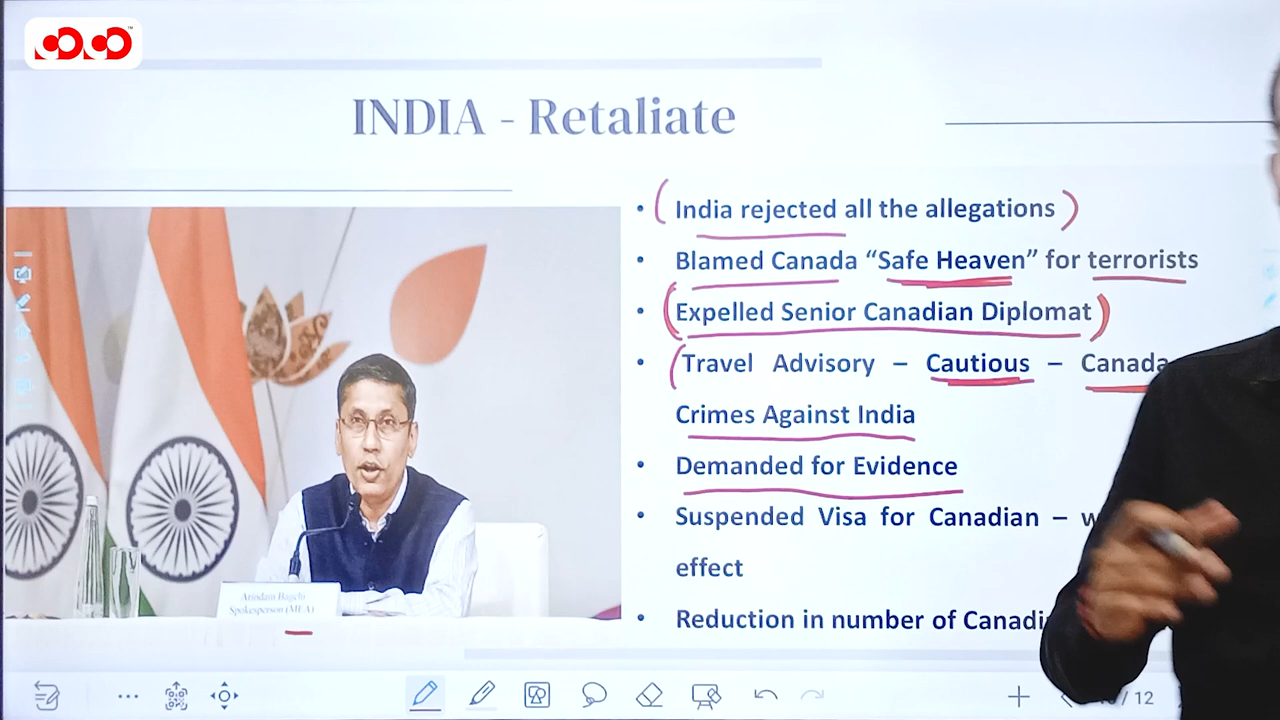 INDIA - Retaliate
• India rejected all the allegations
• Blamed Canada “Safe Heaven” for terrorists
• Expelled Senior Canadian Diplomat
• Travel Advisory – Cautious – Canada
Crimes Against India
• Demanded for Evidence
• Suspended Visa for Canadian –
effect
• Reduction in number of
Arindam Bagchi
Spokesperson (MEA)
/ 12